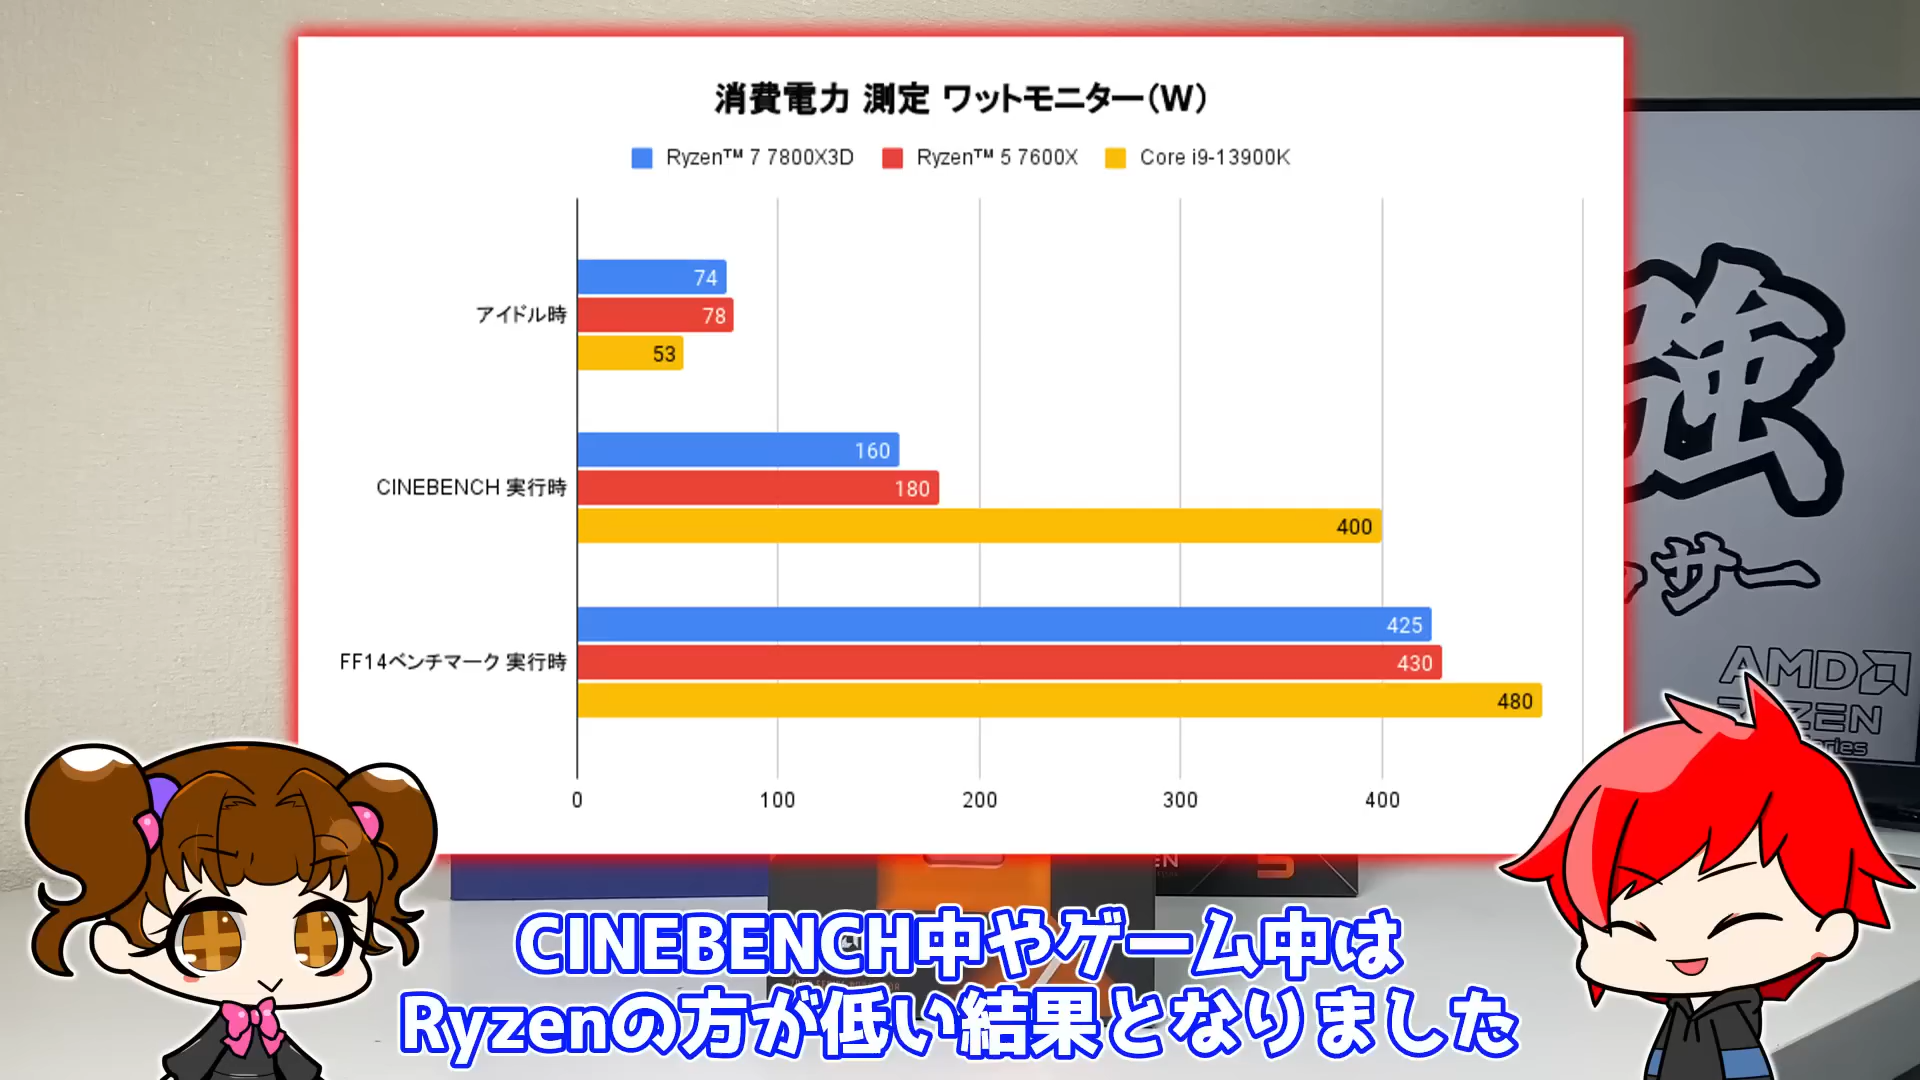 消費電力 測定 ワットモニター(W)
Ryzen™ 7 7800X3D
Ryzen™ 5 7600X
Core i9-13900K
アイドル時
74
78
53
CINEBENCH 実行時
160
180
400
FF14ベンチマーク 実行時
425
430
480
0 100 200 300 400
強
サー
AMD
ZEN
CINEBENCH中やゲーム中は
Ryzenの方が低い結果となりました